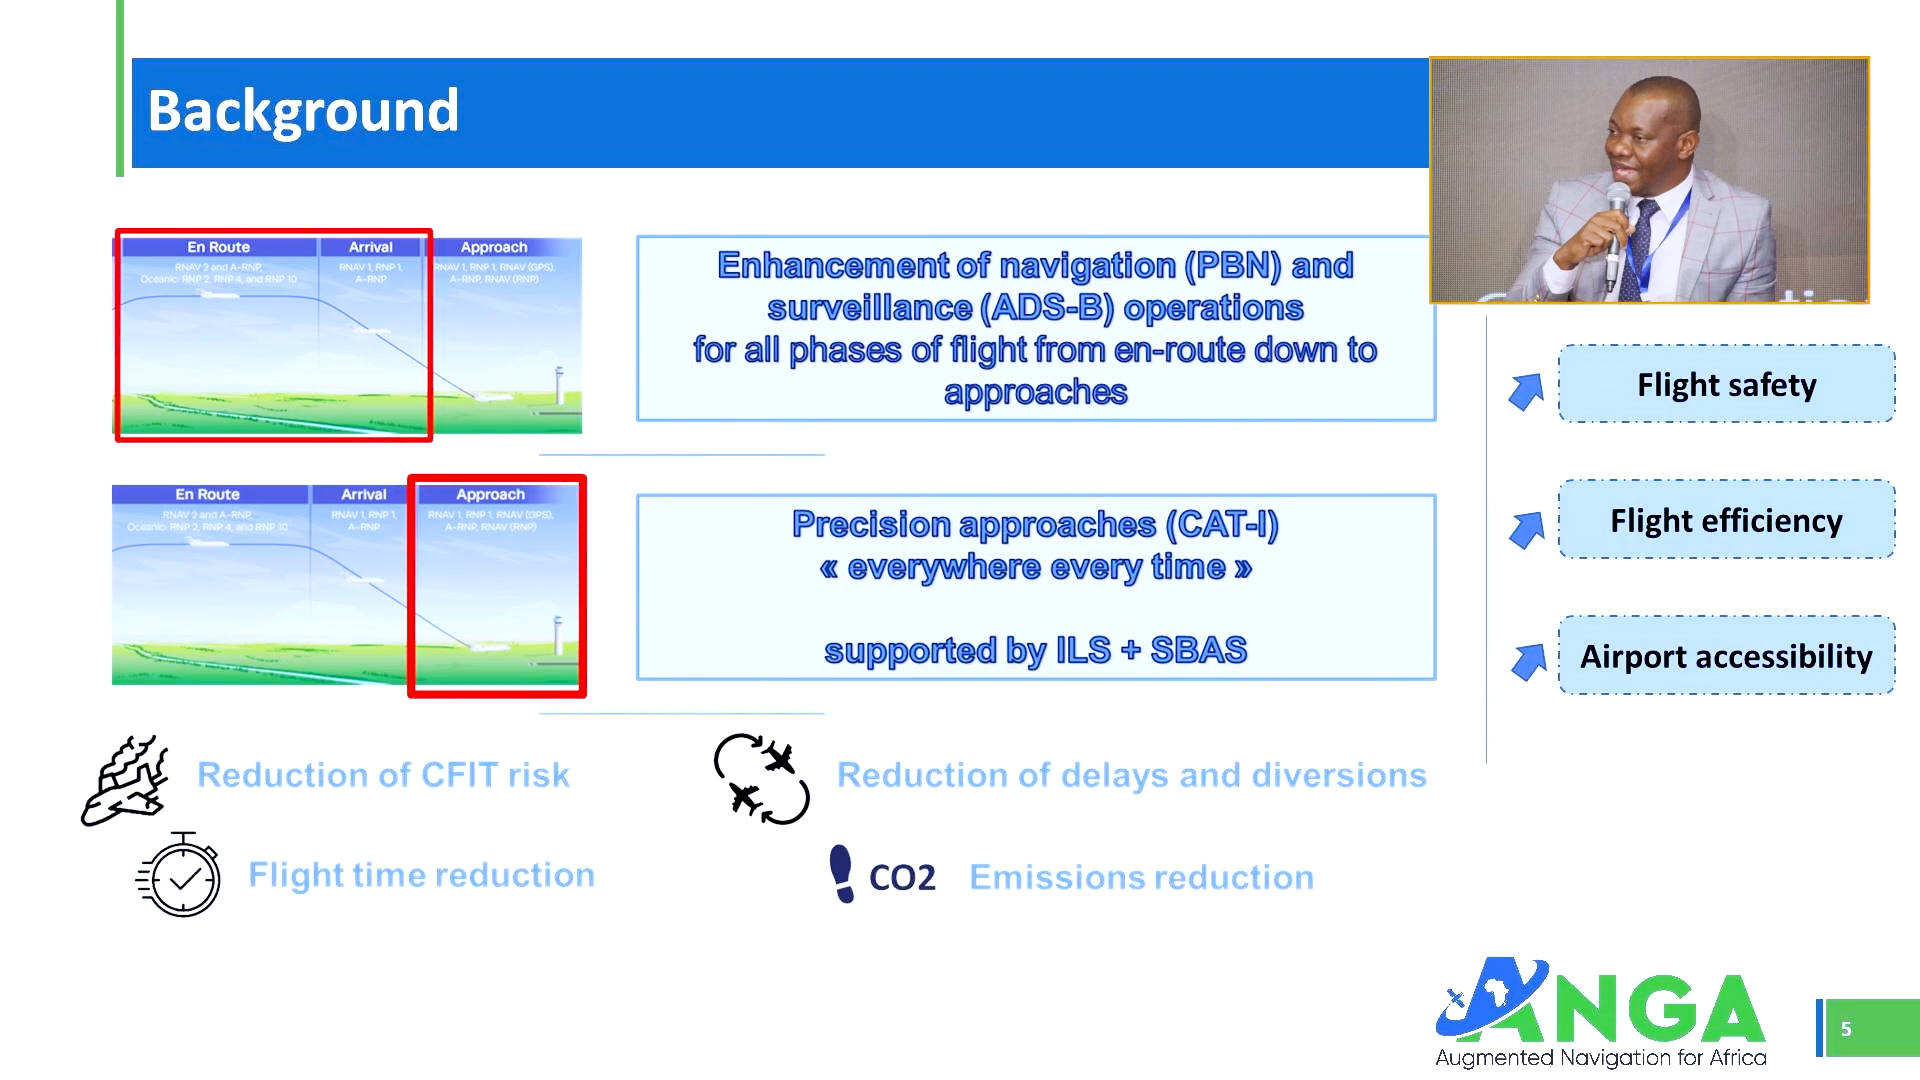 Background
En Route
Arrival
Approach
RNAV 2 and A-RNP,
Oceanic: RNP 2, RNP 4, and RNP 10
RNAV 1, RNP 1,
A-RNP
RNAV 1, RNP 1, RNAV (GPS),
A-RNP, RNAV (RNP)
Enhancement of navigation (PBN) and
surveillance (ADS-B) operations
for all phases of flight from en-route down to
approaches
Flight safety
Flight efficiency
Airport accessibility
En Route
Arrival
Approach
RNAV 2 and A-RNP,
Oceanic: RNP 2, RNP 4, and RNP 10
RNAV 1, RNP 1,
A-RNP
RNAV 1, RNP 1, RNAV (GPS),
A-RNP, RNAV (RNP)
Precision approaches (CAT-I)
« everywhere every time »
supported by ILS + SBAS
Reduction of CFIT risk
Reduction of delays and diversions
Flight time reduction
CO2 Emissions reduction
ANGA
Augmented Navigation for Africa
5